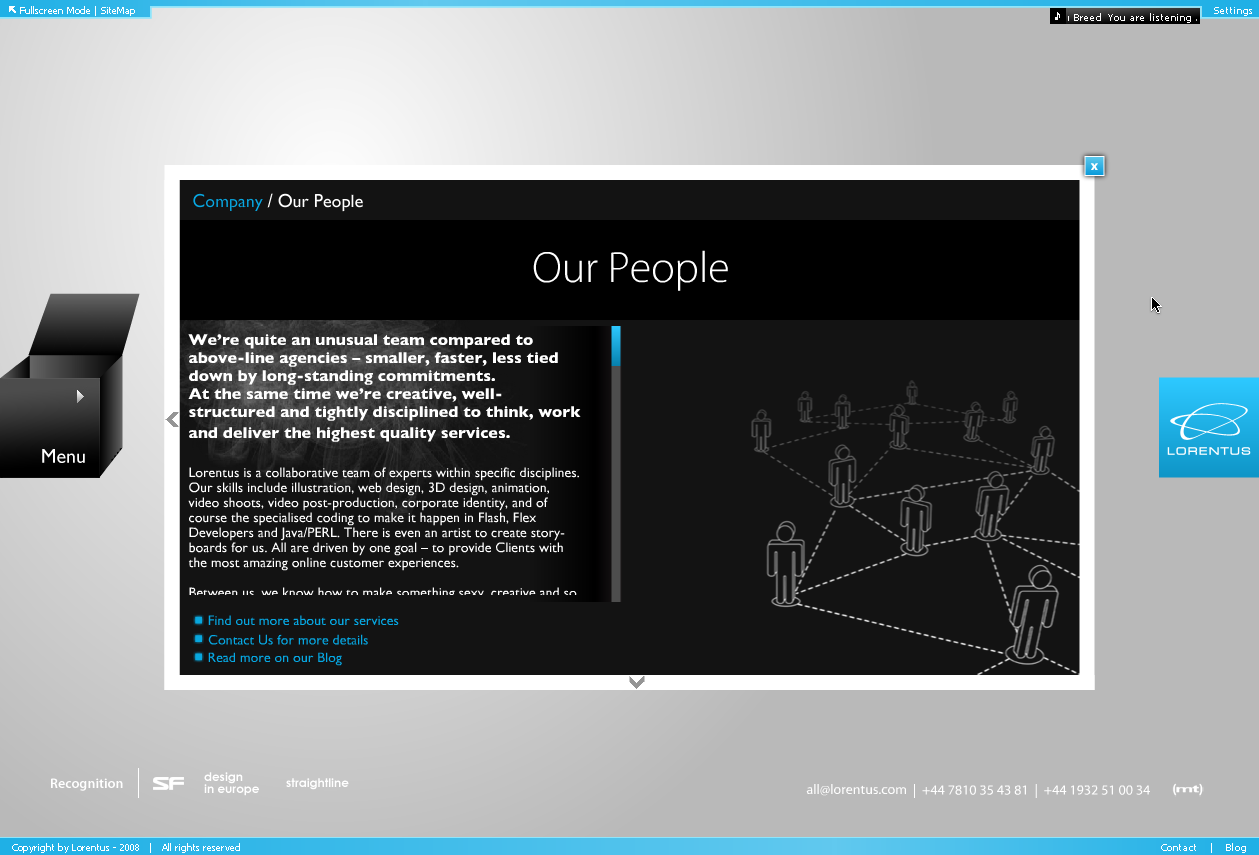 Fullscreen Mode | SiteMap
Breed You are listening .
Settings
x
Company / Our People
Our People
We're quite an unusual team compared to
above-line agencies – smaller, faster, less tied
down by long-standing commitments.
At the same time we're creative, well-
structured and tightly disciplined to think, work
and deliver the highest quality services.
Lorentus is a collaborative team of experts within specific disciplines.
Our skills include illustration, web design, 3D design, animation,
video shoots, video post-production, corporate identity, and of
course the specialised coding to make it happen in Flash, Flex
Developers and Java/PERL. There is even an artist to create story-
boards for us. All are driven by one goal – to provide Clients with
the most amazing online customer experiences.
Between us, we know how to make something sexy, creative and so
Find out more about our services
Contact Us for more details
Read more on our Blog
Menu
LORENTUS
Recognition
SF
design
in europe
straightline
all@lorentus.com | +44 7810 35 43 81 | +44 1932 51 00 34
Copyright by Lorentus - 2008 | All rights reserved
Contact | Blog